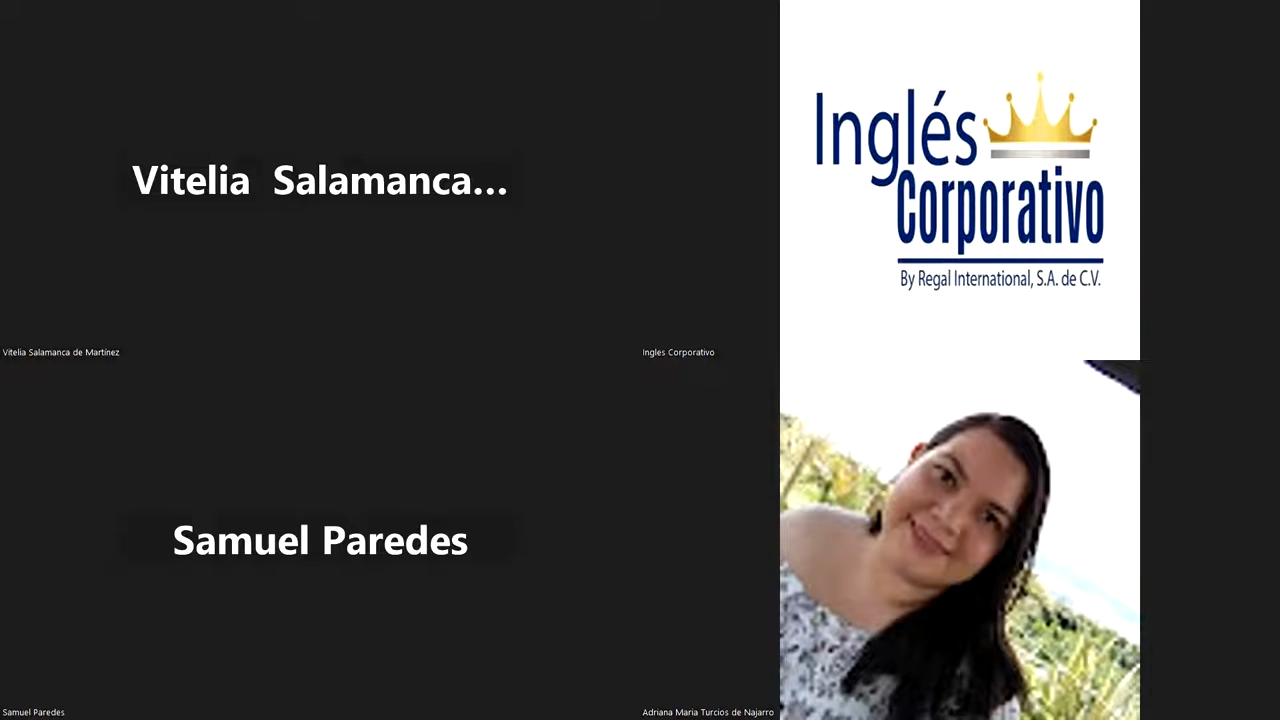 Vitelia Salamanca...
Vitelia Salamanca de Martínez
Inglés
Corporativo
By Regal International, S.A. de C.V.
Ingles Corporativo
Samuel Paredes
Samuel Paredes
Adriana Maria Turcios de Najarro